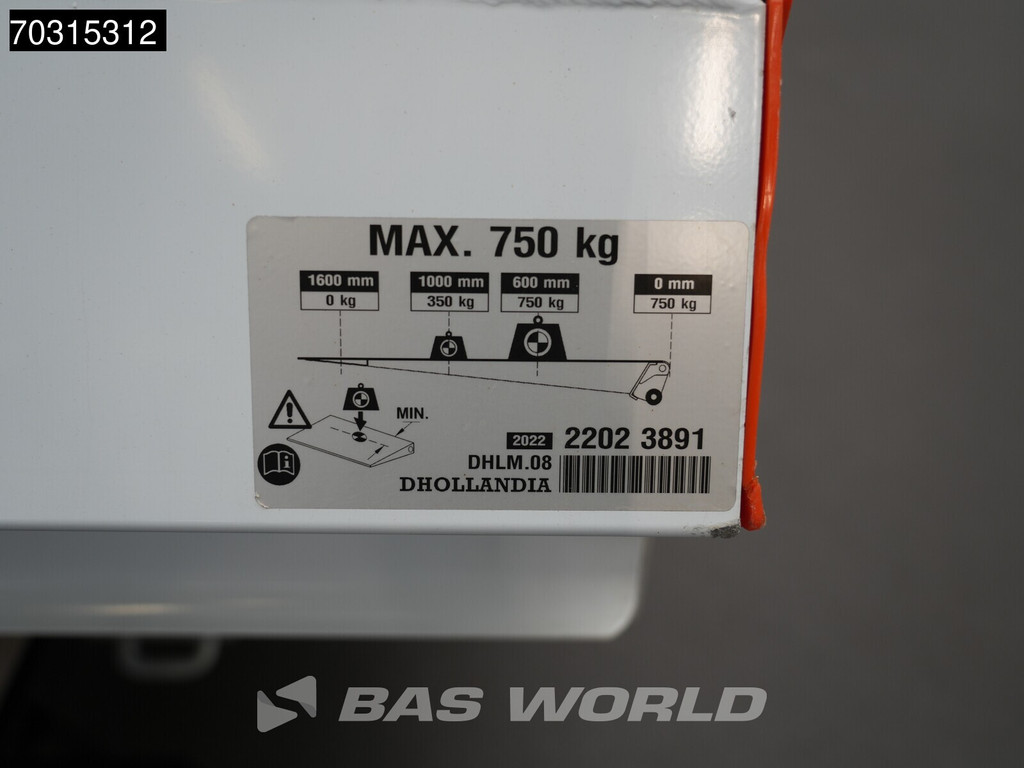 70315312
MAX. 750 kg
1600 mm 1000 mm 600 mm 0 mm
0 kg 350 kg 750 kg 750 kg
MIN.
2022 2202 3891
DHLM.08
DHOLLANDIA
BAS WORLD